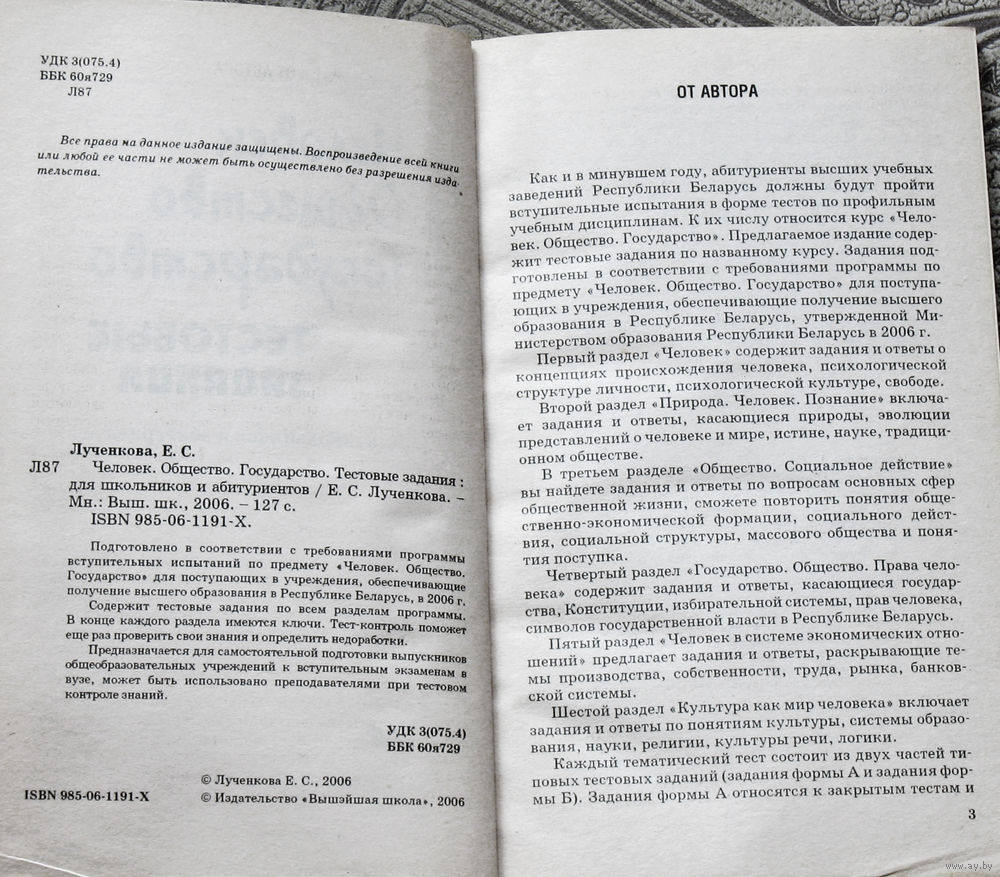 УДК 3(075.4)
ББК 60я729
Л87
Все права на данное издание защищены. Воспроизведение всей книги
или любой ее части не может быть осуществлено без разрешения изда-
тельства.
Лученкова, Е. С.
Л87 Человек. Общество. Государство. Тестовые задания :
для школьников и абитуриентов / Е. С. Лученкова. –
Мн.: Выш. шк., 2006. – 127 с.
ISBN 985-06-1191-X.
Подготовлено в соответствии с требованиями программы
вступительных испытаний по предмету «Человек. Общество.
Государство» для поступающих в учреждения, обеспечивающие
получение высшего образования в Республике Беларусь, в 2006 г.
Содержит тестовые задания по всем разделам программы.
В конце каждого раздела имеются ключи. Тест-контроль поможет
еще раз проверить свои знания и определить недоработки.
Предназначается для самостоятельной подготовки выпускников
общеобразовательных учреждений к вступительным экзаменам в
вузе, может быть использовано преподавателями при тестовом
контроле знаний.
УДК 3(075.4)
ББК 60я729
© Лученкова Е. С., 2006
ISBN 985-06-1191-X © Издательство «Вышэйшая школа», 2006
ОТ АВТОРА
Как и в минувшем году, абитуриенты высших учебных
заведений Республики Беларусь должны будут пройти
вступительные испытания в форме тестов по профильным
учебным дисциплинам. К их числу относится курс «Чело-
век. Общество. Государство». Предлагаемое издание содер-
жит тестовые задания по названному курсу. Задания под-
готовлены в соответствии с требованиями программы по
предмету «Человек. Общество. Государство» для поступа-
ющих в учреждения, обеспечивающие получение высшего
образования в Республике Беларусь, утвержденной Ми-
нистерством образования Республики Беларусь в 2006 г.
Первый раздел «Человек» содержит задания и ответы о
концепциях происхождения человека, психологической
структуре личности, психологической культуре, свободе.
Второй раздел «Природа. Человек. Познание» включа-
ет задания и ответы, касающиеся природы, эволюции
представлений о человеке и мире, истине, науке, традици-
онном обществе.
В третьем разделе «Общество. Социальное действие»
вы найдете задания и ответы по вопросам основных сфер
общественной жизни, сможете повторить понятия обще-
ственно-экономической формации, социального дейст-
вия, социальной структуры, массового общества и поня-
тия поступка.
Четвертый раздел «Государство. Общество. Права чело-
века» содержит задания и ответы, касающиеся государ-
ства, Конституции, избирательной системы, прав человека,
символов государственной власти в Республике Беларусь.
Пятый раздел «Человек в системе экономических отно-
шений» предлагает задания и ответы, раскрывающие те-
мы производства, собственности, труда, рынка, банков-
ской системы.
Шестой раздел «Культура как мир человека» включает
задания и ответы по понятиям культуры, системы образо-
вания, науки, религии, культуры речи, логики.
Каждый тематический тест состоит из двух частей ти-
повых тестовых заданий (задания формы А и задания фор-
мы Б). Задания формы А относятся к закрытым тестам и
3
www.ay.by